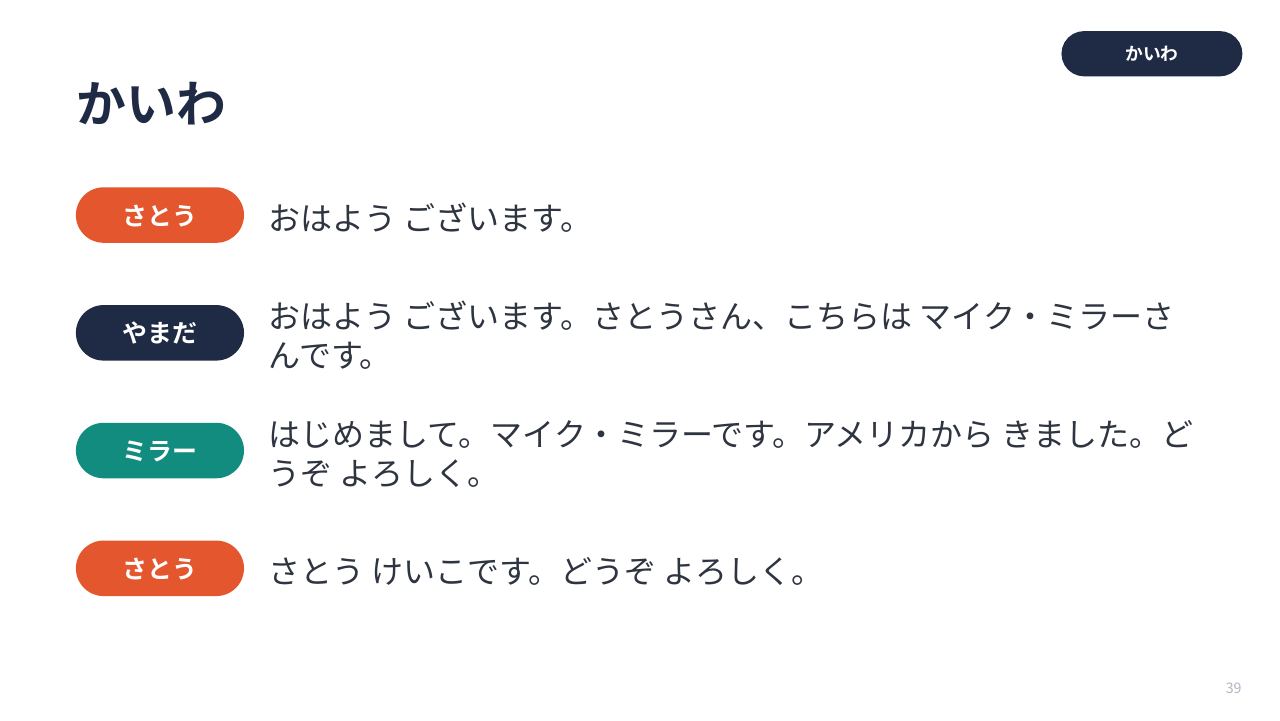 かいわ
かいわ
さとう
おはよう ございます。
やまだ
おはよう ございます。さとうさん、こちらは マイク・ミラーさ
んです。
ミラー
はじめまして。マイク・ミラーです。アメリカから きました。ど
うぞ よろしく。
さとう
さとう けいこです。どうぞ よろしく。
39